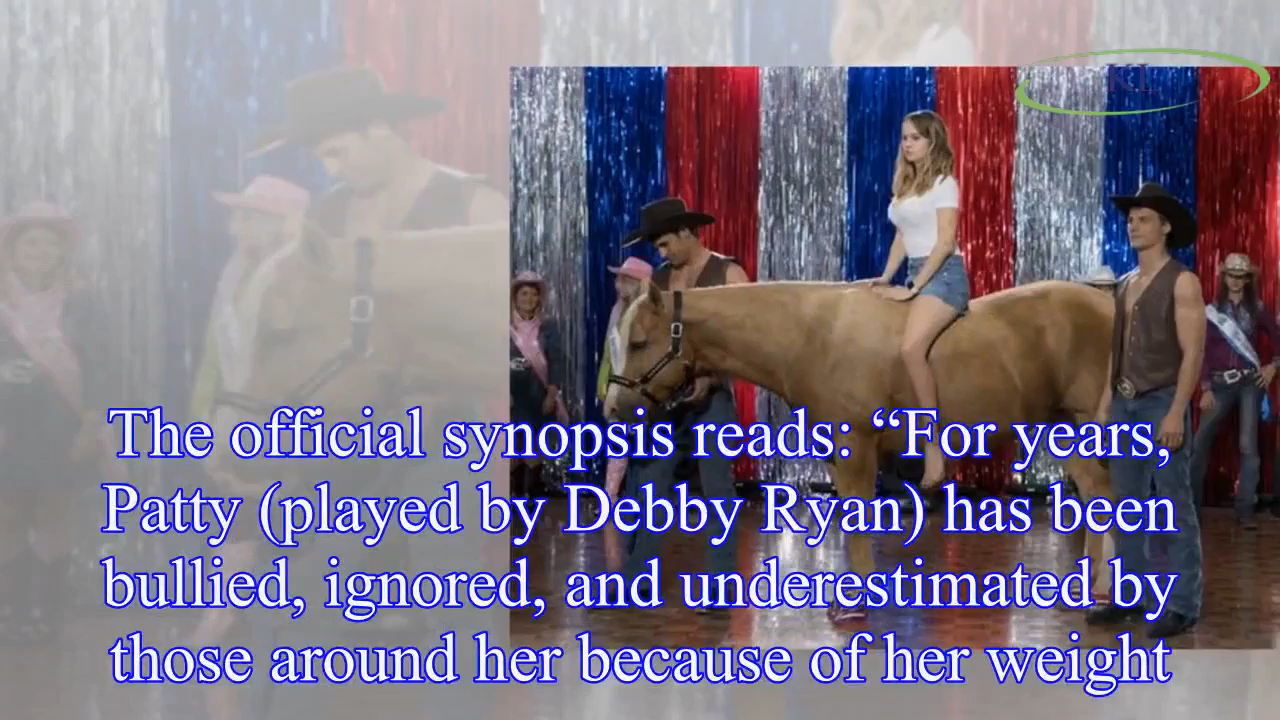 KL
The official synopsis reads: “For years,
Patty (played by Debby Ryan) has been
bullied, ignored, and underestimated by
those around her because of her weight